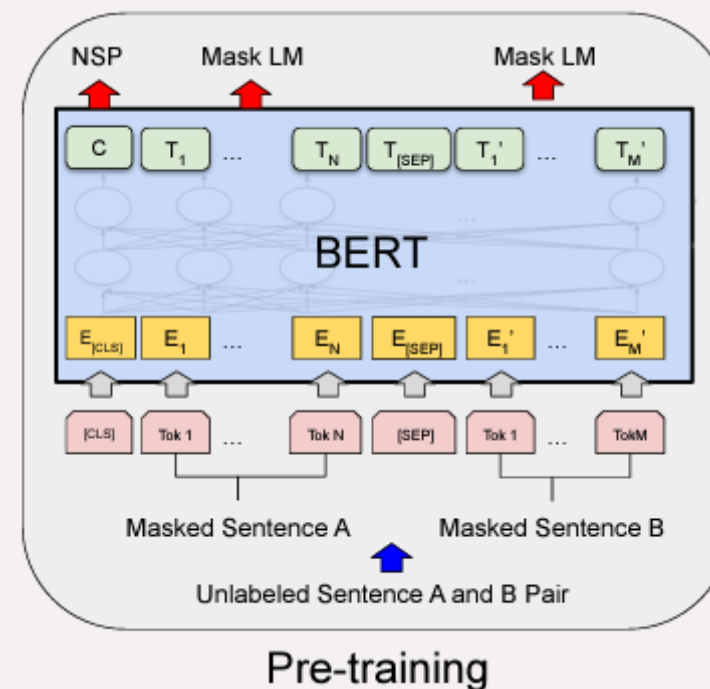 NSP Mask LM Mask LM
C T1 ... TN T[SEP] T1' ... TM'
...
BERT
...
E[CLS] E1 ... EN E[SEP] E1' ... EM'
[CLS] Tok 1 ... Tok N [SEP] Tok 1 ... TokM
Masked Sentence A Masked Sentence B
Unlabeled Sentence A and B Pair
Pre-training